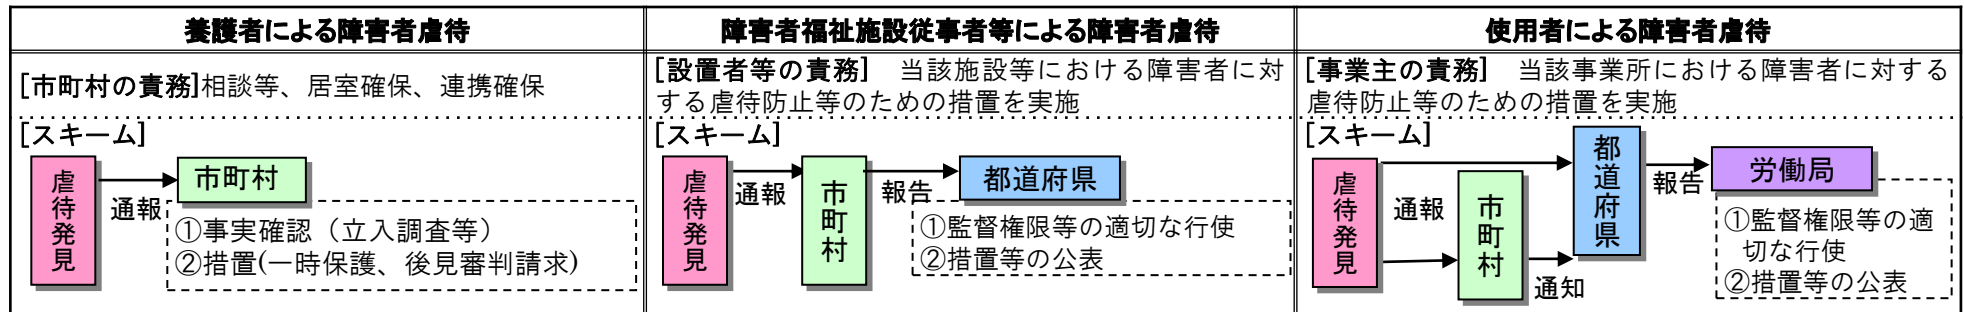 養護者による障害者虐待
[市町村の責務]相談等、居室確保、連携確保
[スキーム]
虐待発見
通報
市町村
①事実確認（立入調査等）
②措置(一時保護、後見審判請求)
障害者福祉施設従事者等による障害者虐待
[設置者等の責務]　当該施設等における障害者に対
する虐待防止等のための措置を実施
[スキーム]
虐待発見
通報
市町村
報告
都道府県
①監督権限等の適切な行使
②措置等の公表
使用者による障害者虐待
[事業主の責務]　当該事業所における障害者に対する
虐待防止等のための措置を実施
[スキーム]
虐待発見
通報
市町村
通知
都道府県
報告
労働局
①監督権限等の適
切な行使
②措置等の公表